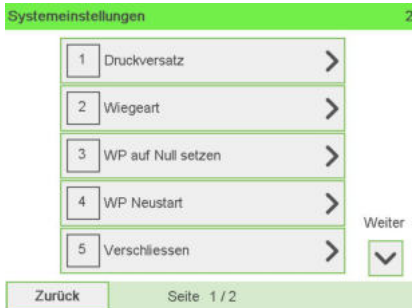 Systemeinstellungen 2
1 Druckversatz
2 Wiegeart
3 WP auf Null setzen
4 WP Neustart
Weiter
5 Verschliessen
Zurück Seite 1 / 2